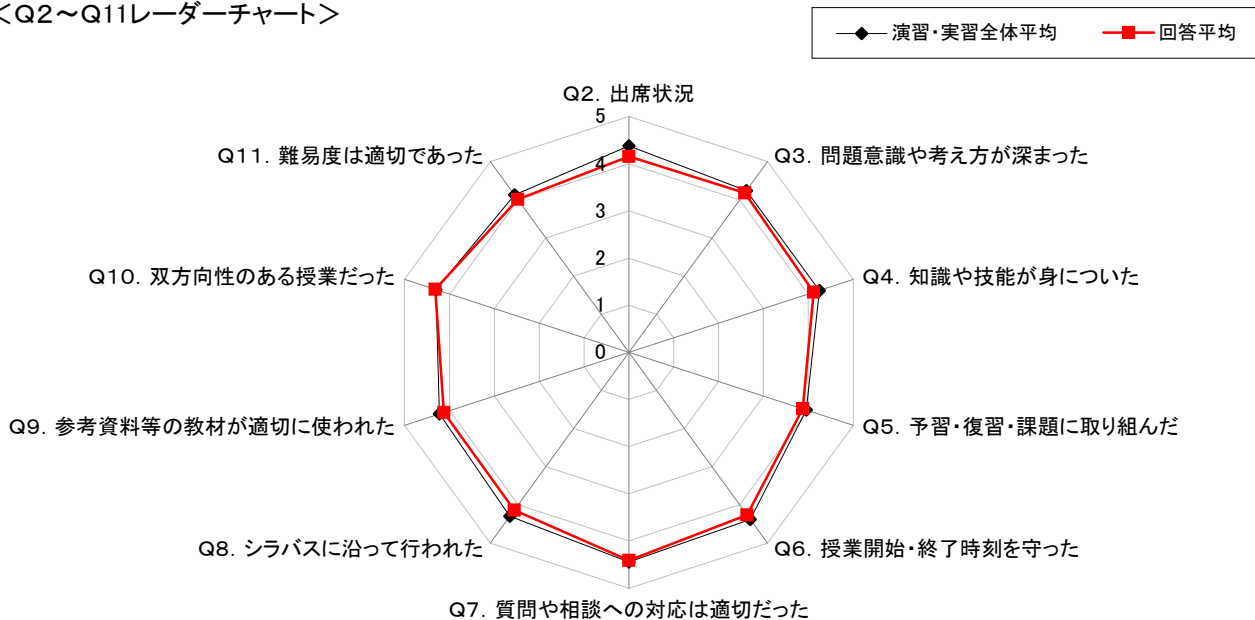 ＜Q2～Q11レーダーチャート＞
演習・実習全体平均
回答平均
Q2. 出席状況
Q3. 問題意識や考え方が深まった
Q4. 知識や技能が身についた
Q5. 予習・復習・課題に取り組んだ
Q6. 授業開始・終了時刻を守った
Q7. 質問や相談への対応は適切だった
Q8. シラバスに沿って行われた
Q9. 参考資料等の教材が適切に使われた
Q10. 双方向性のある授業だった
Q11. 難易度は適切であった
5
4
3
2
1
0